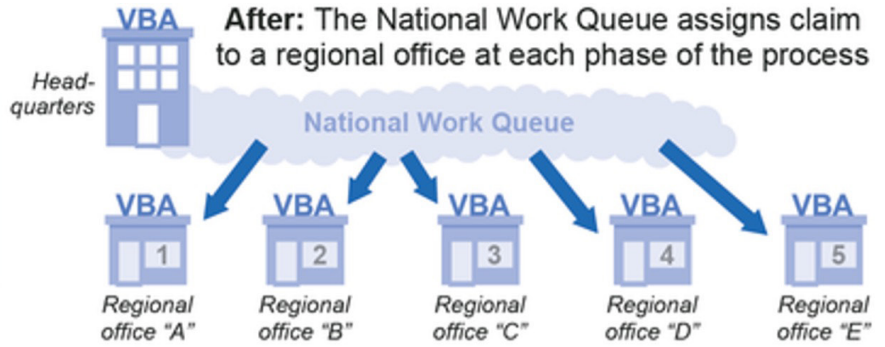 VBA
After: The National Work Queue assigns claim
to a regional office at each phase of the process
Head-
quarters
National Work Queue
VBA
VBA
VBA
VBA
VBA
1
2
3
4
5
Regional
office "A"
Regional
office "B"
Regional
office "C"
Regional
office "D"
Regional
office "E"